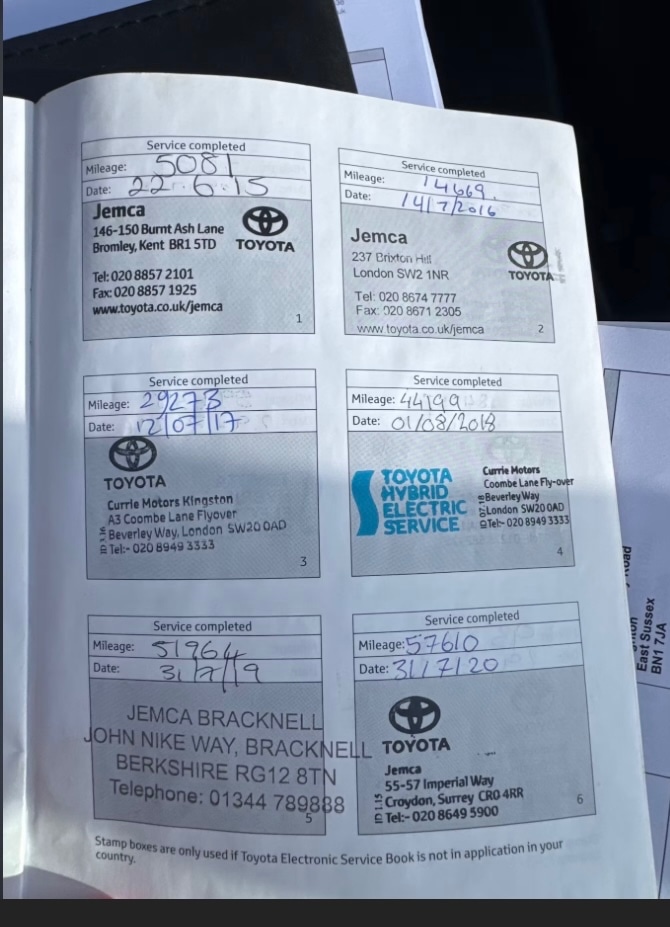 Service completed
Mileage: 5081
Date: 22.6.15
Jemca
146-150 Burnt Ash Lane
Bromley, Kent BR1 5TD
TOYOTA
Tel: 020 8857 2101
Fax: 020 8857 1925
www.toyota.co.uk/jemca
1
Service completed
Mileage: 14669.
Date: 14/7/2016
Jemca
237 Brixton Hill
London SW2 1NR
TOYOTA
Tel: 020 8674 7777
Fax: 020 8671 2305
www.toyota.co.uk/jemca
2
Service completed
Mileage: 29273
Date: 12/07/17
TOYOTA
Currie Motors Kingston
A3 Coombe Lane Flyover
Beverley Way, London SW20 0AD
Tel:- 020 8949 3333
3
Service completed
Mileage: 44199
Date: 01/08/2018
TOYOTA
HYBRID
ELECTRIC
SERVICE
Currie Motors
Coombe Lane Fly-over
Beverley Way
London SW20 0AD
Tel:- 020 8949 3333
4
Service completed
Mileage: 51964
Date: 31/7/19
JEMCA BRACKNELL
JOHN NIKE WAY, BRACKNELL
BERKSHIRE RG12 8TN
Telephone: 01344 789888
5
Service completed
Mileage: 57610
Date: 31/7/20
TOYOTA
Jemca
55-57 Imperial Way
Croydon, Surrey CR0 4RR
Tel:- 020 8649 5900
6
Stamp boxes are only used if Toyota Electronic Service Book is not in application in your
country.
Road
East Sussex
BN1 7JA